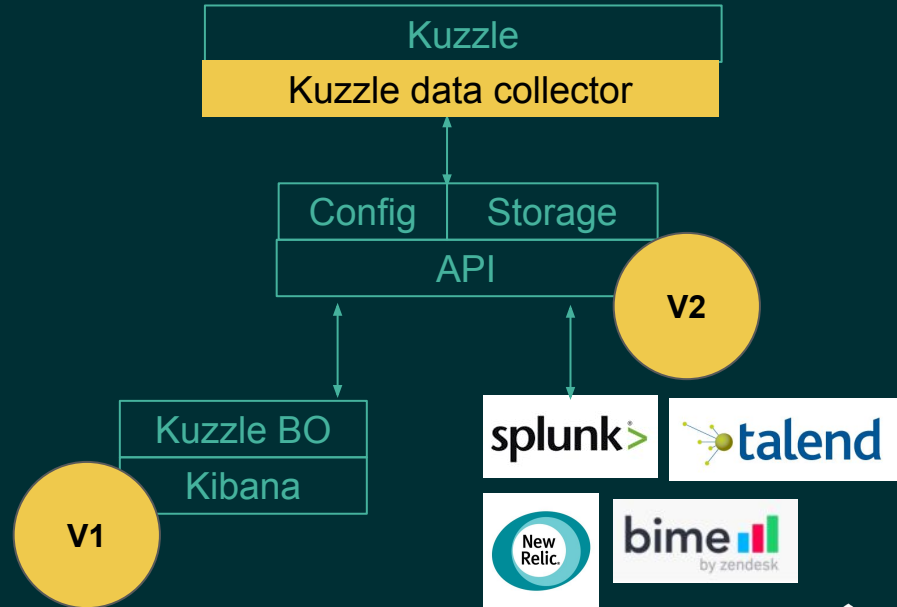 Kuzzle
Kuzzle data collector
Config
Storage
API
V2
Kuzzle BO
Kibana
V1
splunk>
talend
New
Relic.
bime
by zendesk